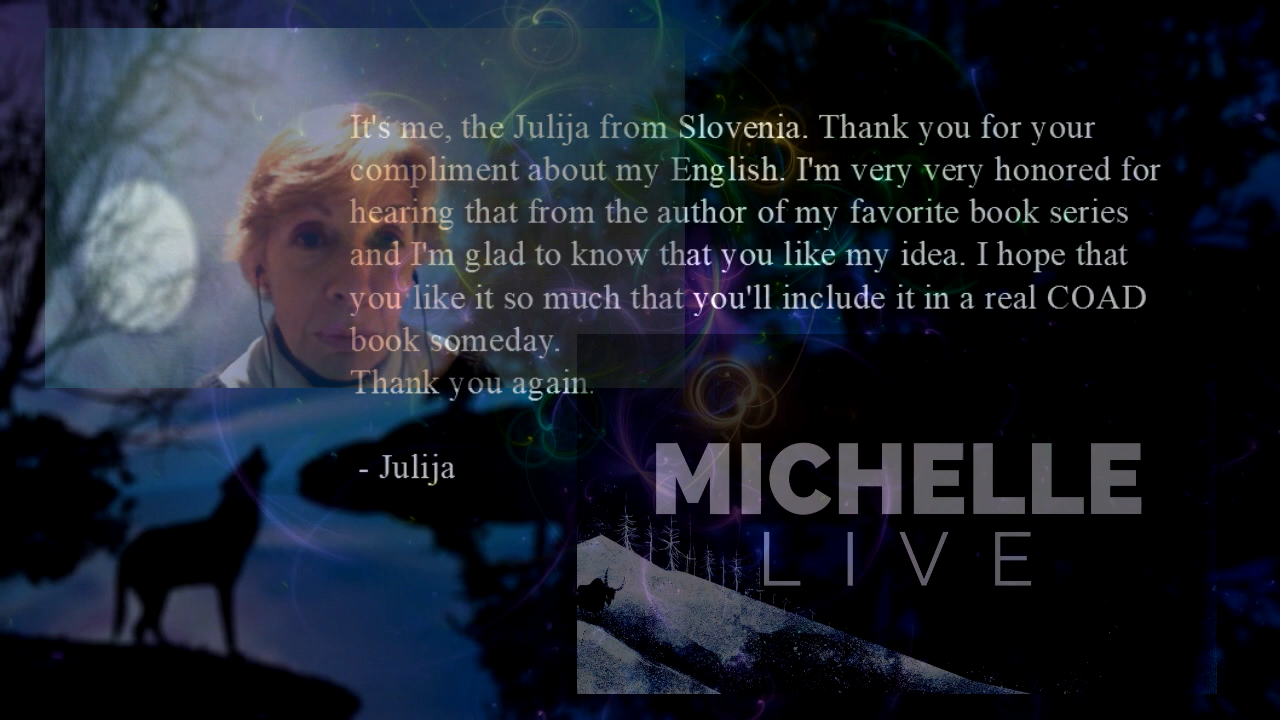 It's me, the Julija from Slovenia. Thank you for your
compliment about my English. I'm very very honored for
hearing that from the author of my favorite book series
and I'm glad to know that you like my idea. I hope that
you like it so much that you'll include it in a real COAD
book someday.
Thank you again.
- Julija
MICHELLE
LIVE